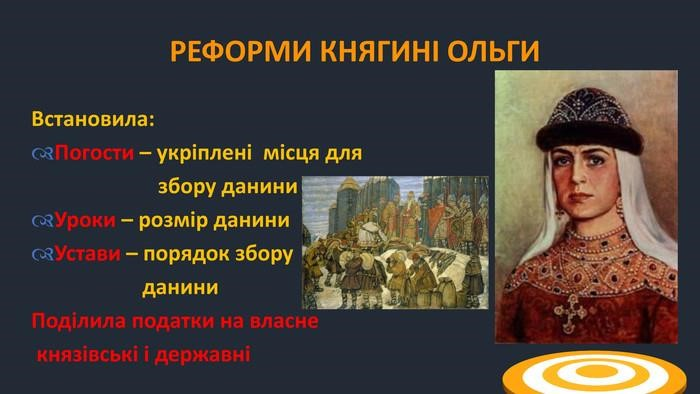 РЕФОРМИ КНЯГИНІ ОЛЬГИ
Встановила:
Погости – укріплені місця для
збору данини
Уроки – розмір данини
Устави – порядок збору
данини
Поділила податки на власне
князівські і державні